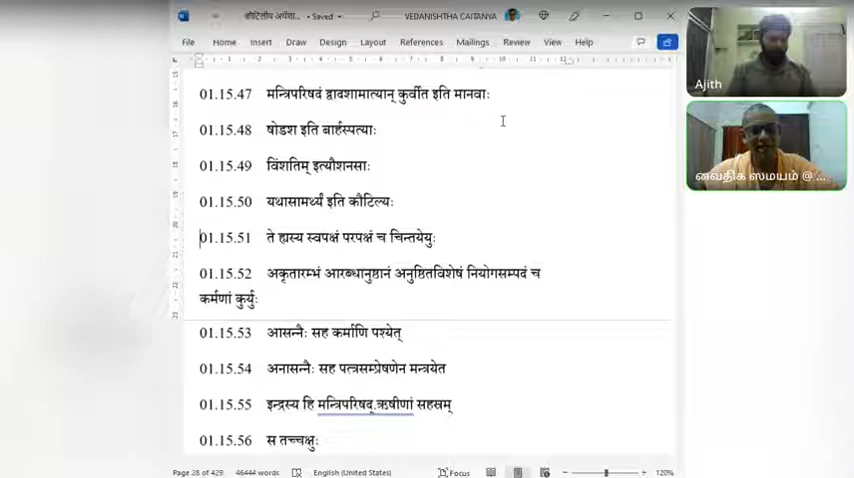 कौटिलीय अर्थशा... • Saved
VEDANISHTHA CAITANYA
File Home Insert Draw Design Layout References Mailings Review View Help
Ajith
வைதிக ஸமயம் @ ...
01.15.47 मन्त्रिपरिषदं द्वादशामात्यान् कुर्वीत इति मानवाः
01.15.48 षोडश इति बार्हस्पत्याः
01.15.49 विंशतिम् इत्यौशनसाः
01.15.50 यथासामर्थ्यं इति कौटिल्यः
01.15.51 ते ह्यस्य स्वपक्षं परपक्षं च चिन्तयेयुः
01.15.52 अकृतारम्भं आरब्धानुष्ठानं अनुष्ठितविशेषं नियोगसम्पदं च
कर्मणां कुर्युः
01.15.53 आसन्नैः सह कर्माणि पश्येत्
01.15.54 अनासन्नैः सह पत्त्रसम्प्रेषणेन मन्त्रयेत
01.15.55 इन्द्रस्य हि मन्त्रिपरिषद्.ऋषीणां सहस्रम्
01.15.56 स तच्चक्षुः
Page 28 of 429 46444 words English (United States) Focus 120%